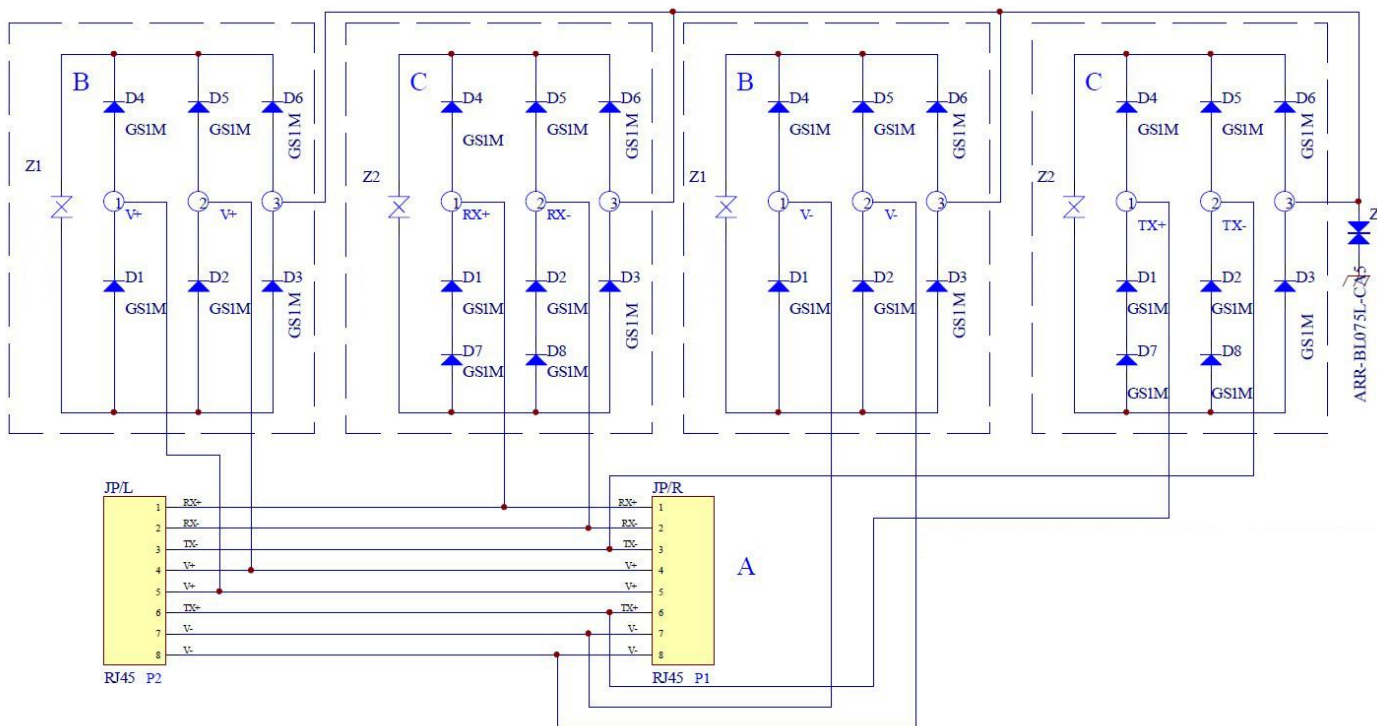 B
D4
D5
D6
GS1M
GS1M
GS1M
Z1
1
2
3
V+
V+
D1
D2
D3
GS1M
GS1M
GS1M
C
D4
D5
D6
GS1M
GS1M
GS1M
Z2
1
2
3
RX+
RX-
D1
D2
D3
GS1M
GS1M
GS1M
D7
D8
GS1M
GS1M
B
D4
D5
D6
GS1M
GS1M
GS1M
Z1
1
2
3
V-
V-
D1
D2
D3
GS1M
GS1M
GS1M
C
D4
D5
D6
GS1M
GS1M
GS1M
Z2
1
2
3
TX+
TX-
D1
D2
D3
GS1M
GS1M
GS1M
D7
D8
GS1M
GS1M
Z
ARR-BL075L-CA5
JP/L
1 RX+
2 RX-
3 TX-
4 V+
5 V+
6 TX+
7 V-
8 V-
RJ45 P2
JP/R
RX+ 1
RX- 2
TX- 3
V+ 4
V+ 5
TX+ 6
V- 7
V- 8
RJ45 P1
A